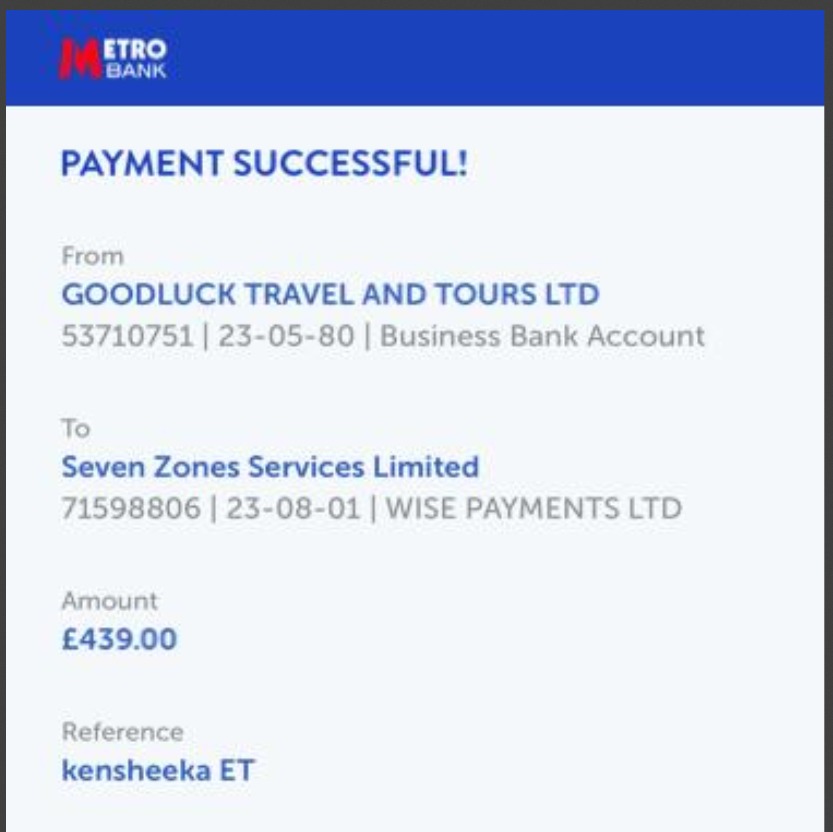 METRO
BANK
PAYMENT SUCCESSFUL!
From
GOODLUCK TRAVEL AND TOURS LTD
53710751 | 23-05-80 | Business Bank Account
To
Seven Zones Services Limited
71598806 | 23-08-01 | WISE PAYMENTS LTD
Amount
£439.00
Reference
kensheeka ET